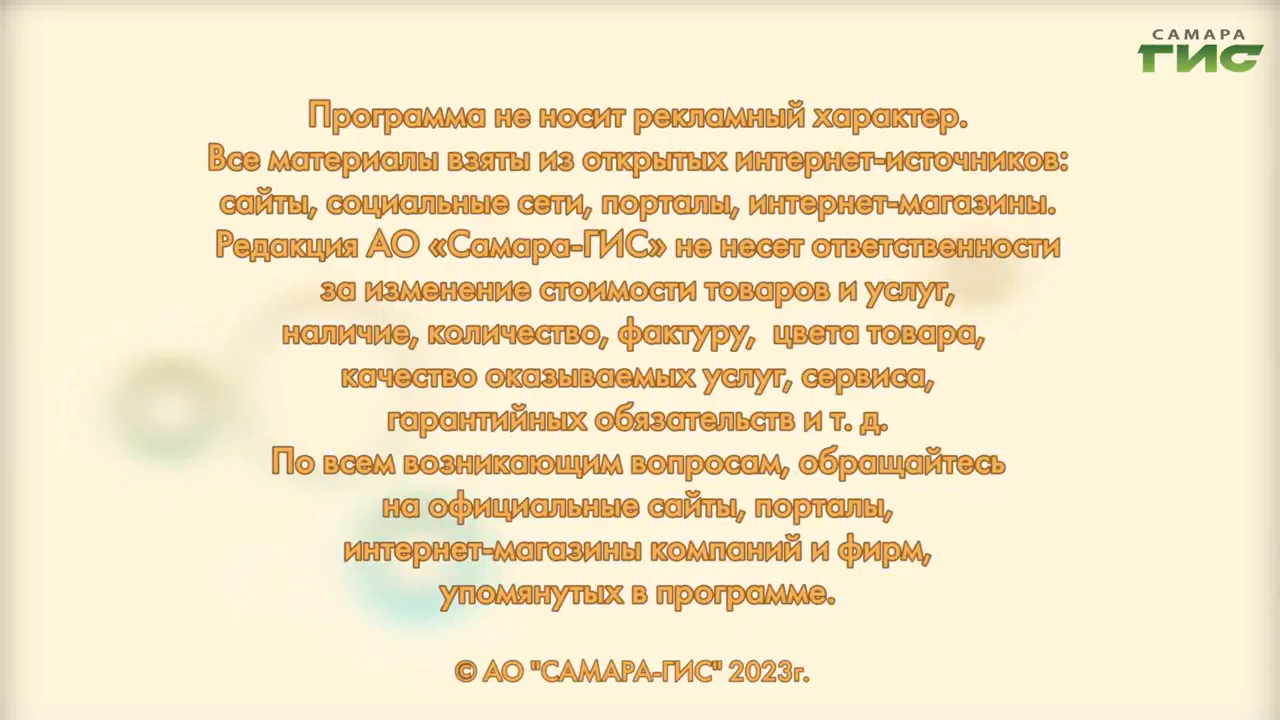 САМАРА
ГИС
Программа не носит рекламный характер.
Все материалы взяты из открытых интернет-источников:
сайты, социальные сети, порталы, интернет-магазины.
Редакция АО «Самара-ГИС» не несет ответственности
за изменение стоимости товаров и услуг,
наличие, количество, фактуру, цвета товара,
качество оказываемых услуг, сервиса,
гарантийных обязательств и т. д.
По всем возникающим вопросам, обращайтесь
на официальные сайты, порталы,
интернет-магазины компаний и фирм,
упомянутых в программе.
© АО "САМАРА-ГИС" 2023г.